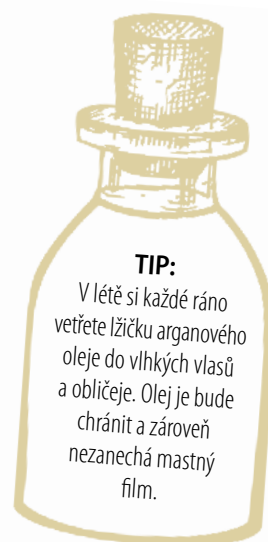 TIP:
V létě si každé ráno
vetřete lžičku arganového
oleje do vlhkých vlasů
a obličeje. Olej je bude
chránit a zároveň
nezanechá mastný
film.